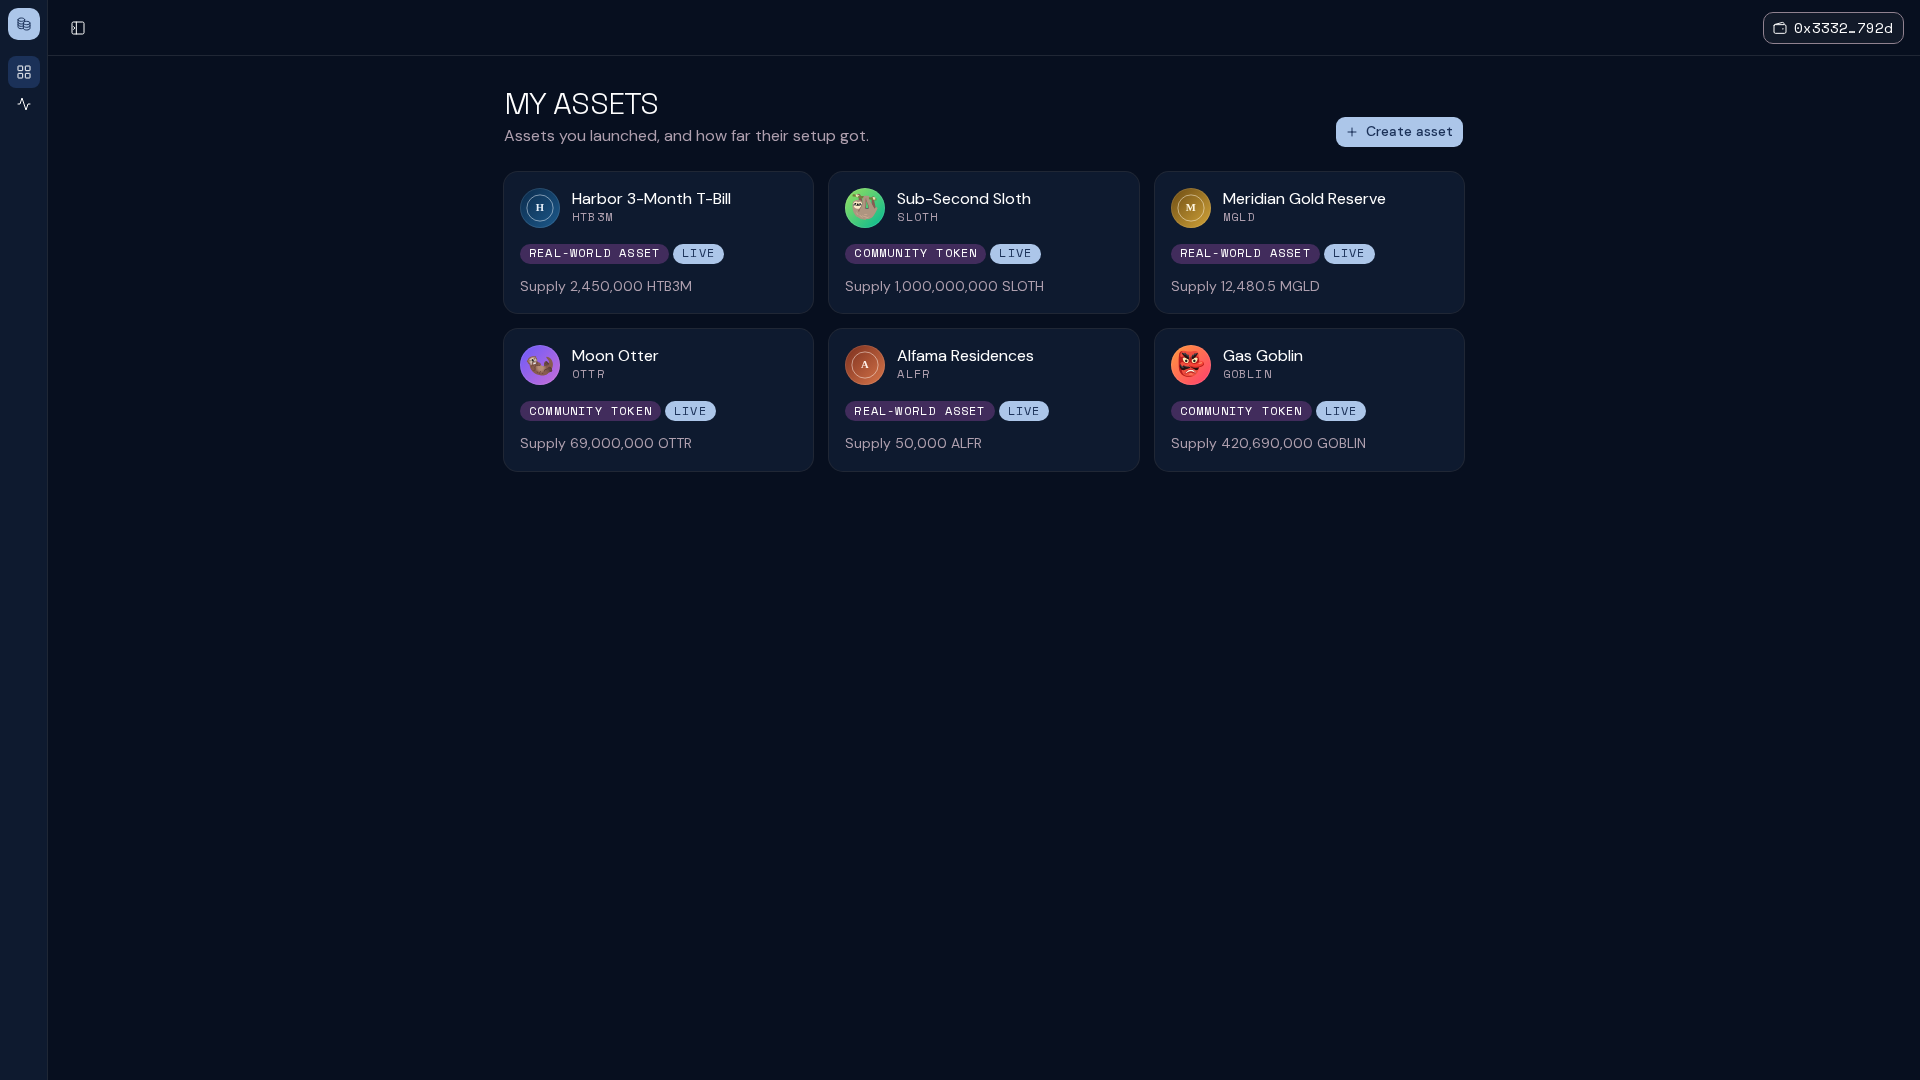 0x3332…792d
MY ASSETS
Assets you launched, and how far their setup got.
Create asset
H
Harbor 3-Month T-Bill
HTB3M
REAL-WORLD ASSET LIVE
Supply 2,450,000 HTB3M
Sub-Second Sloth
SLOTH
COMMUNITY TOKEN LIVE
Supply 1,000,000,000 SLOTH
M
Meridian Gold Reserve
MGLD
REAL-WORLD ASSET LIVE
Supply 12,480.5 MGLD
Moon Otter
OTTR
COMMUNITY TOKEN LIVE
Supply 69,000,000 OTTR
A
Alfama Residences
ALFR
REAL-WORLD ASSET LIVE
Supply 50,000 ALFR
Gas Goblin
GOBLIN
COMMUNITY TOKEN LIVE
Supply 420,690,000 GOBLIN